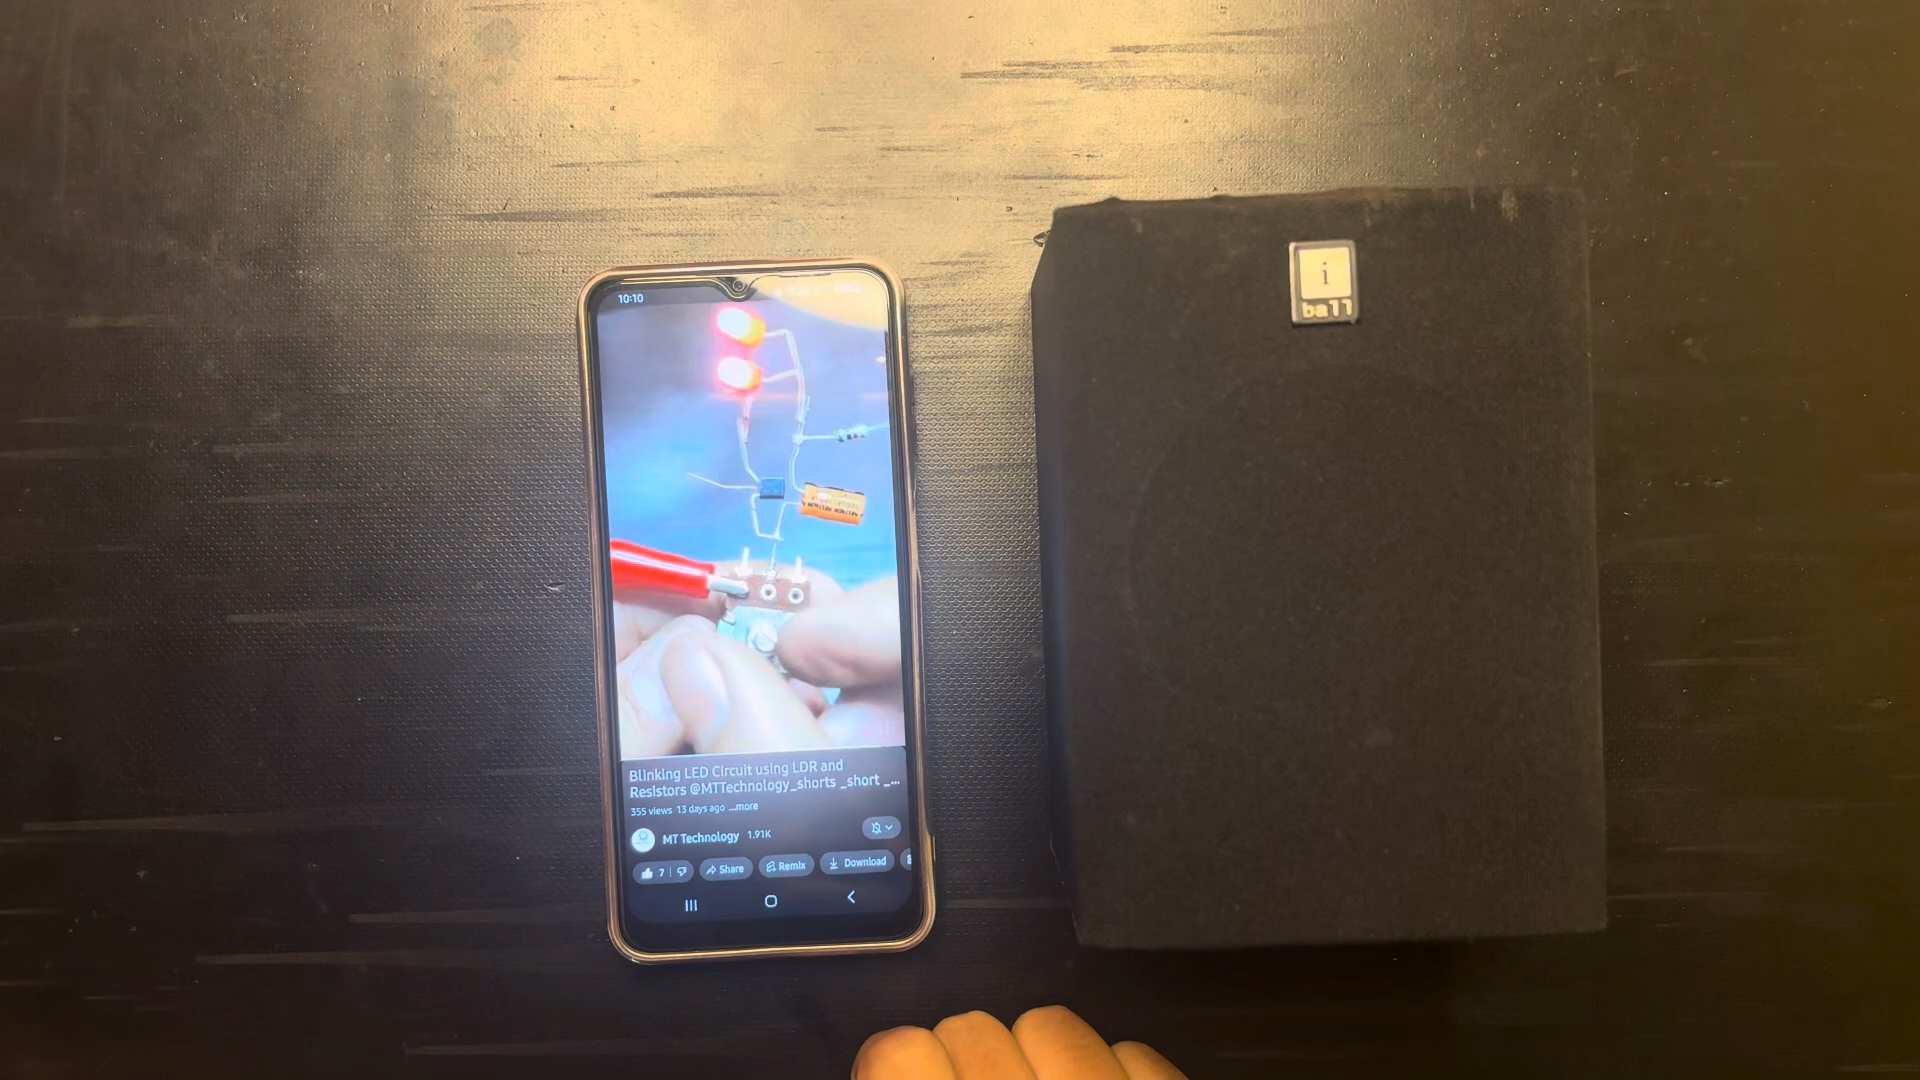 10:10
Blinking LED Circuit using LDR and
Resistors @MTTechnology_shorts _short _...
355 views 13 days ago ...more
MT Technology 1.91K
7 Share Remix Download
i
ball